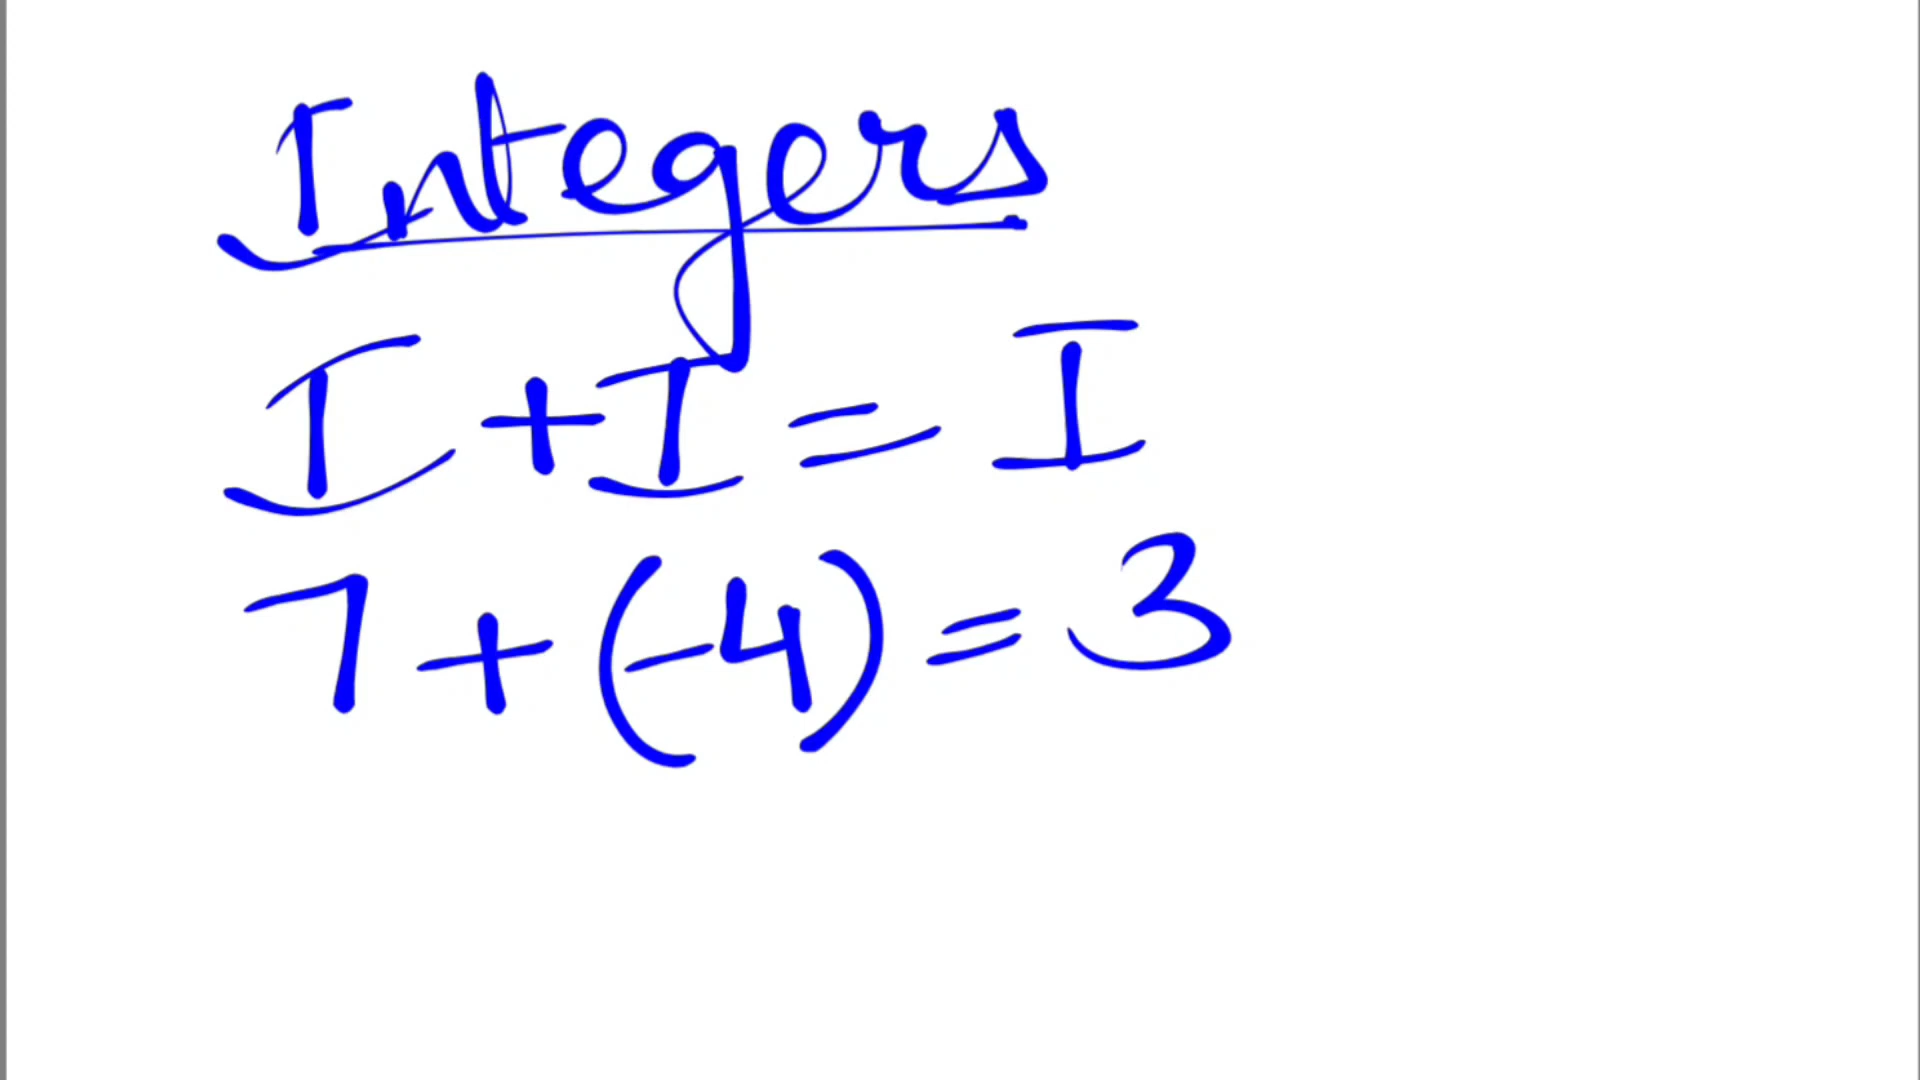 Integers
I + I = I
7 + (-4) = 3